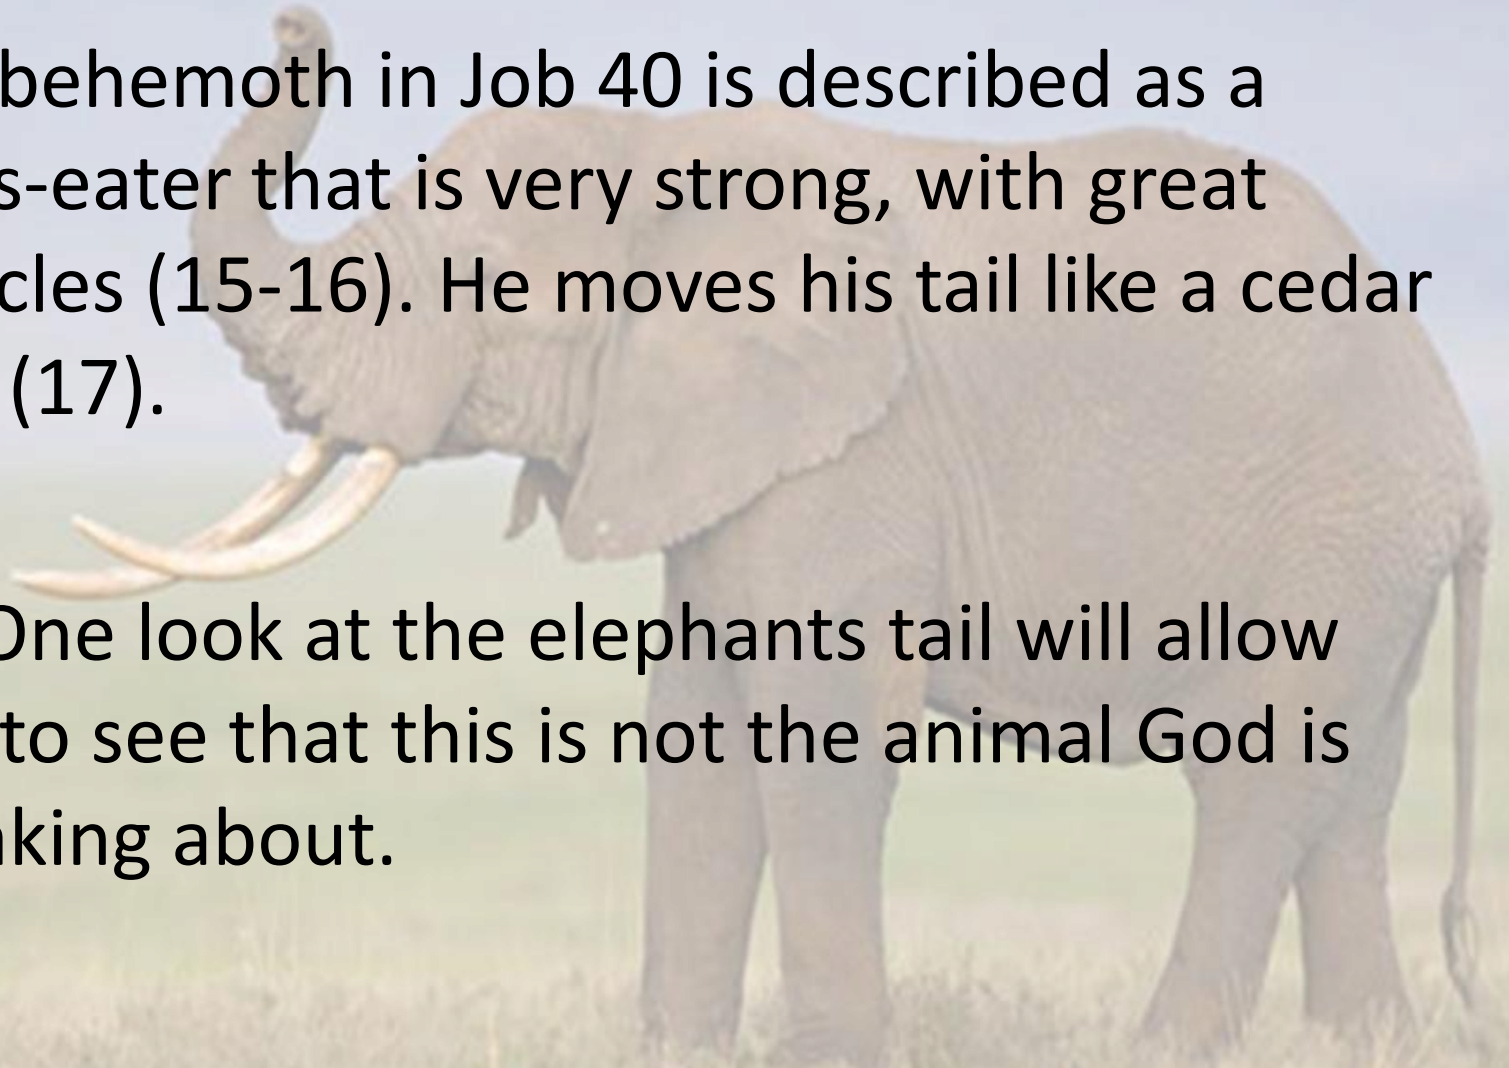 behemoth in Job 40 is described as a
s-eater that is very strong, with great
cles (15-16). He moves his tail like a cedar
(17).
One look at the elephants tail will allow
to see that this is not the animal God is
king about.